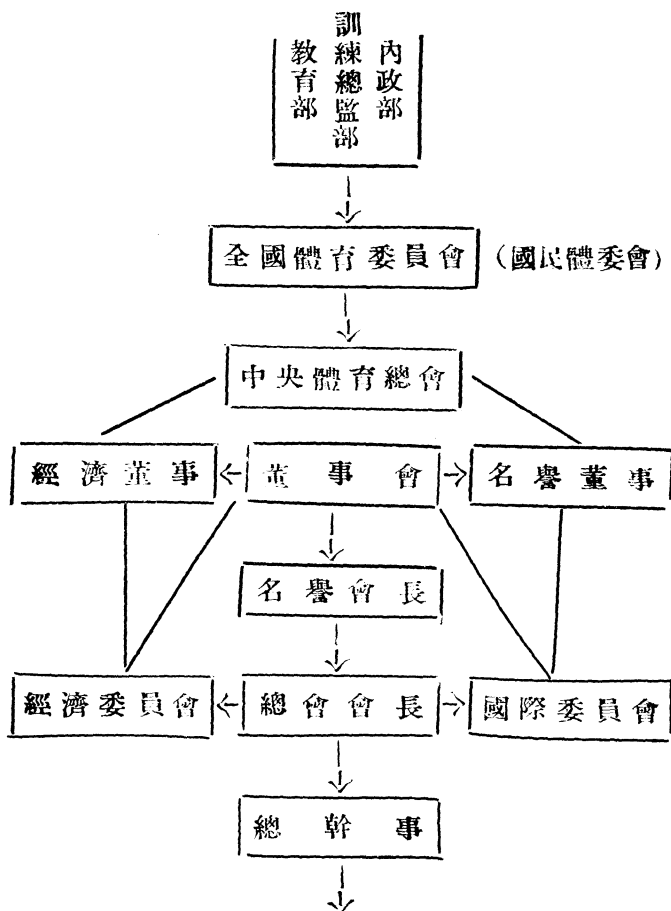 內政部
訓練總監部
教育部
全國體育委員會 (國民體委會)
中央體育總會
經濟董事 董事會 名譽董事
名譽會長
經濟委員會 總會會長 國際委員會
總幹事